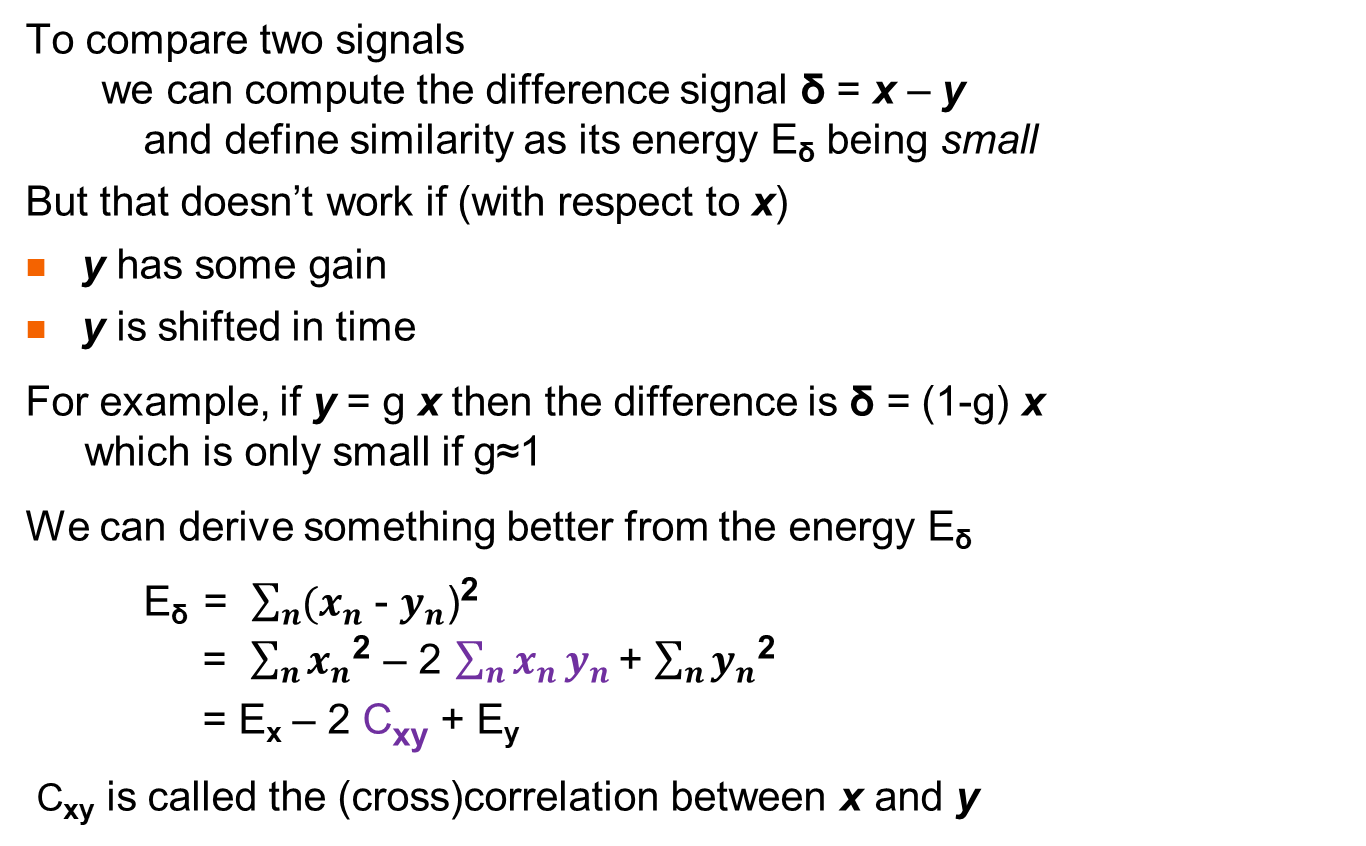 To compare two signals
we can compute the difference signal δ = x – y
and define similarity as its energy Eδ being small
But that doesn't work if (with respect to x)
■ y has some gain
■ y is shifted in time
For example, if y = g x then the difference is δ = (1-g) x
which is only small if g≈1
We can derive something better from the energy Eδ
Eδ = ∑n(xn - yn)²
= ∑n xn² – 2 ∑n xn yn + ∑n yn²
= Ex – 2 Cxy + Ey
Cxy is called the (cross)correlation between x and y